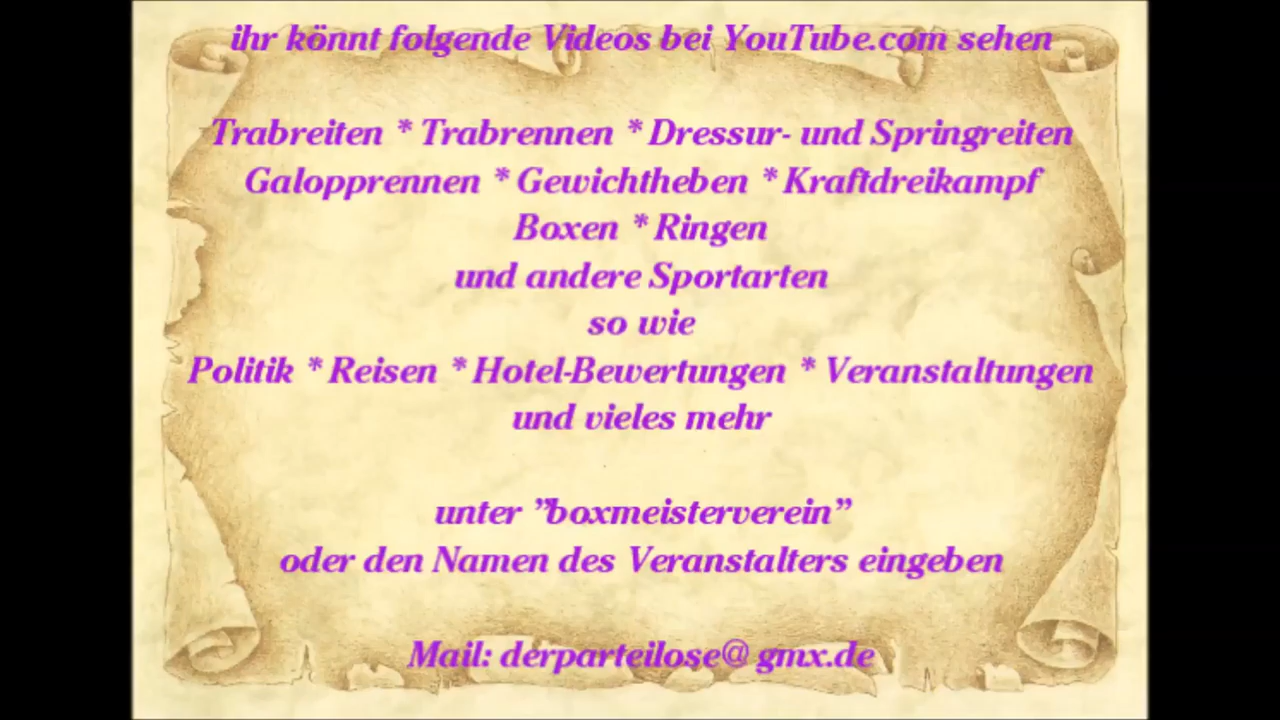 ihr könnt folgende Videos bei YouTube.com sehen
Trabreiten * Trabrennen * Dressur- und Springreiten
Galopprennen * Gewichtheben * Kraftdreikampf
Boxen * Ringen
und andere Sportarten
so wie
Politik * Reisen * Hotel-Bewertungen * Veranstaltungen
und vieles mehr
unter ”boxmeisterverein”
oder den Namen des Veranstalters eingeben
Mail: derparteilose@gmx.de